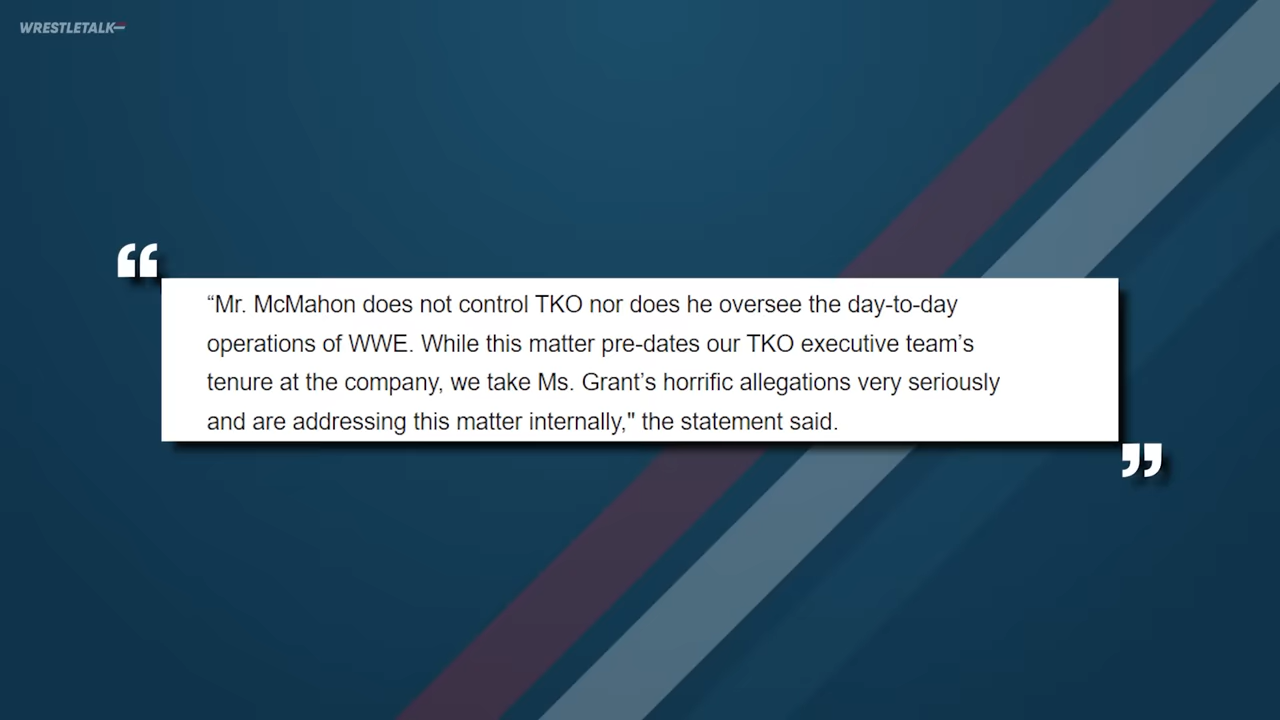 WRESTLETALK
“
“Mr. McMahon does not control TKO nor does he oversee the day-to-day
operations of WWE. While this matter pre-dates our TKO executive team’s
tenure at the company, we take Ms. Grant’s horrific allegations very seriously
and are addressing this matter internally," the statement said.
”